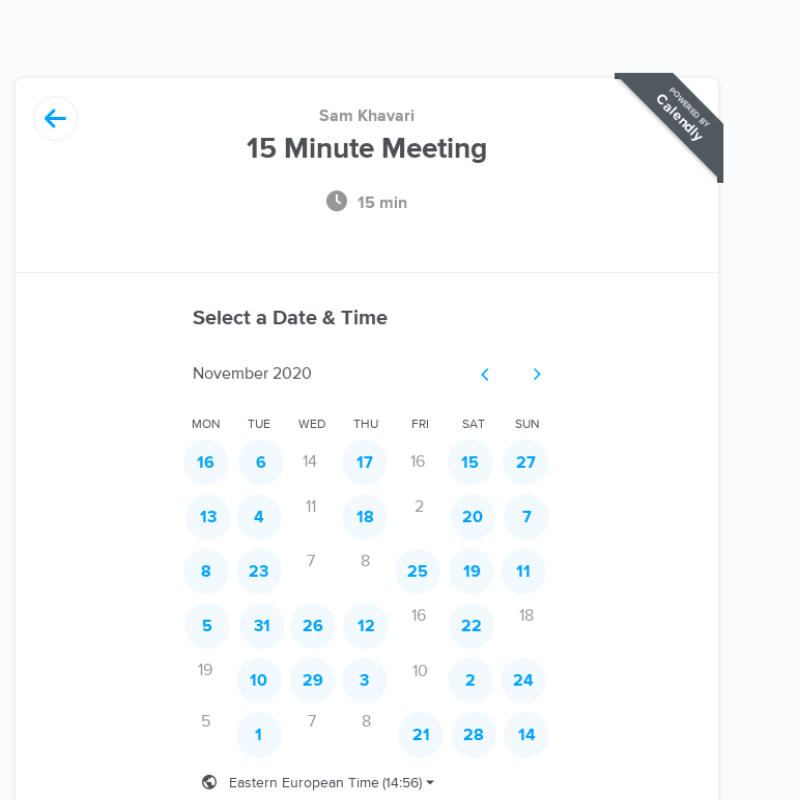 Sam Khavari
15 Minute Meeting
POWERED BY
Calendly
15 min
Select a Date & Time
November 2020
MON TUE WED THU FRI SAT SUN
16 6 14 17 16 15 27
13 4 11 18 2 20 7
8 23 7 8 25 19 11
5 31 26 12 16 22 18
19 10 29 3 10 2 24
5 1 7 8 21 28 14
Eastern European Time (14:56)